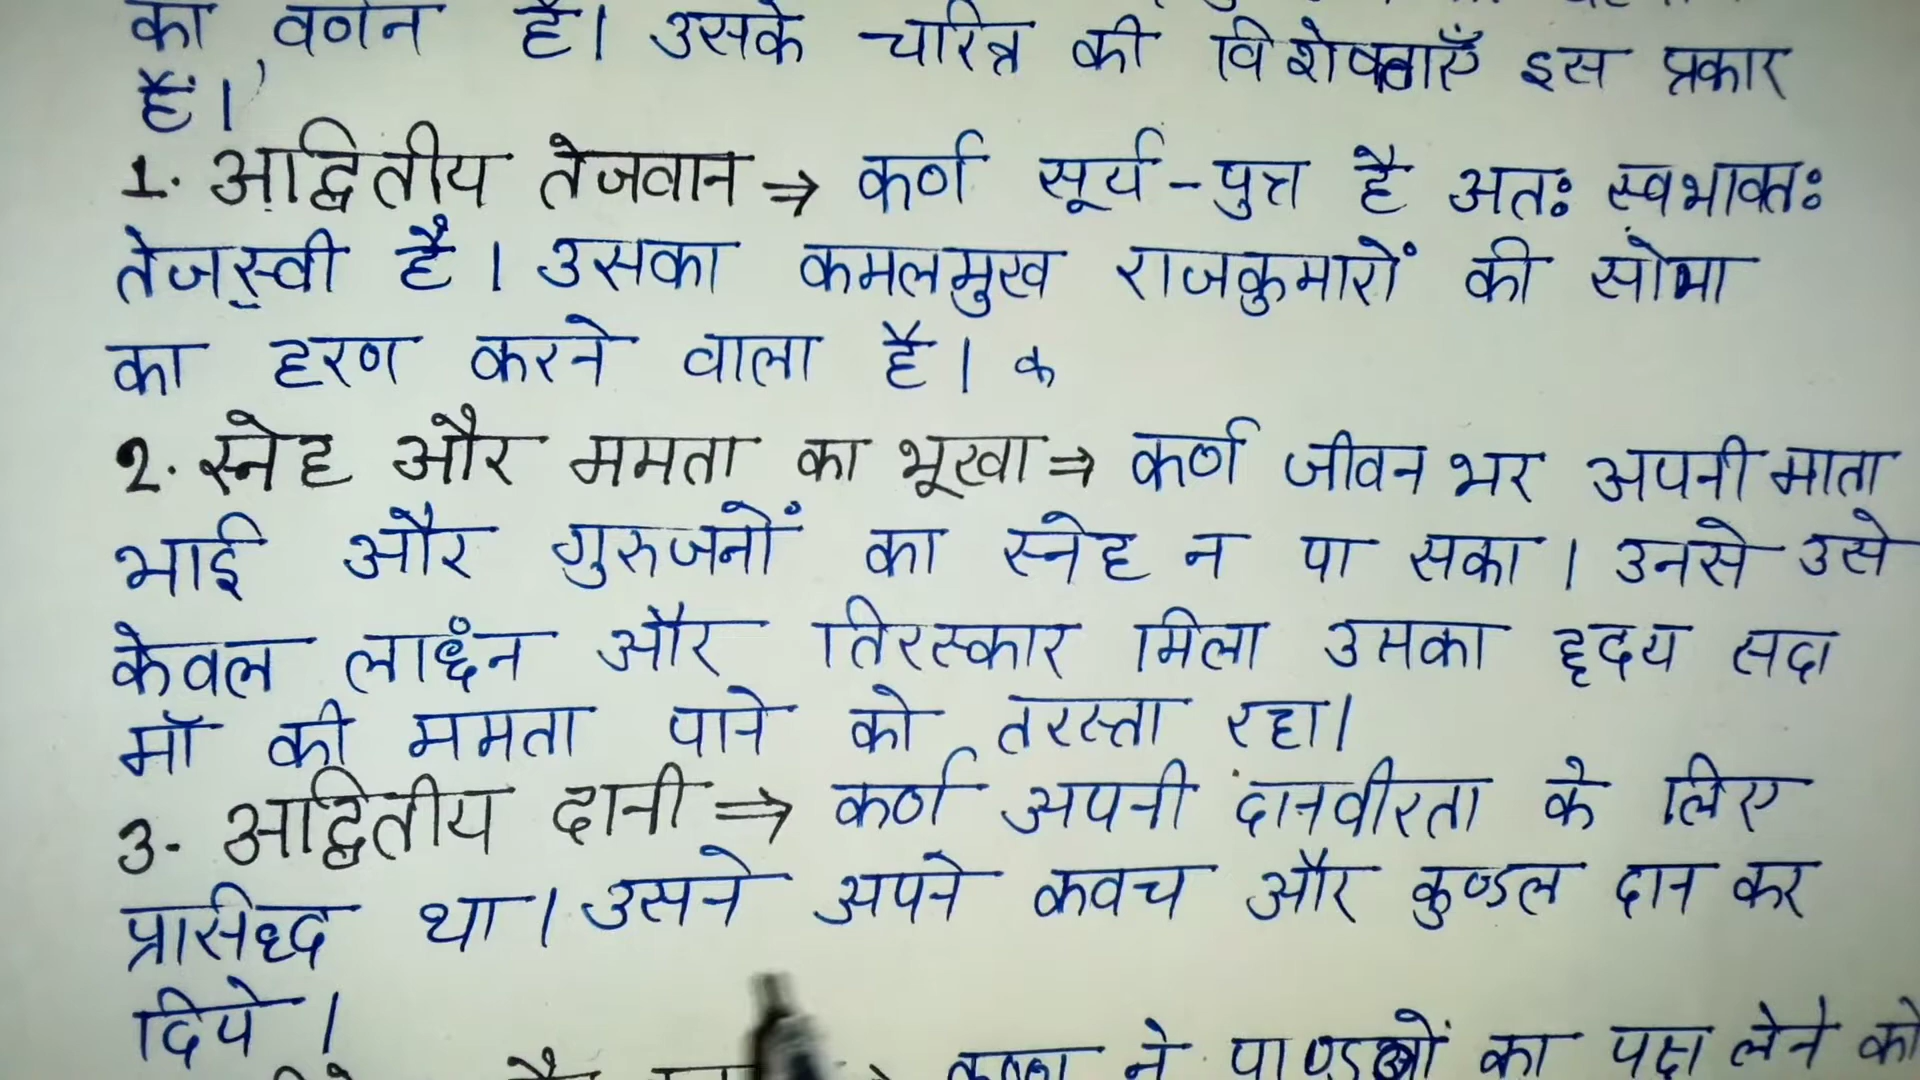 का वर्णन है। उसके चरित्र की विशेषताएँ इस प्रकार
हैं।
1. अद्वितीय तेजवान ⇒ कर्ण सूर्य-पुत्र है अतः स्वभावतः
तेजस्वी है। उसका कमलमुख राजकुमारों की सोभा
का हरण करने वाला है। क
2. स्नेह और ममता का भूखा ⇒ कर्ण जीवन भर अपनी माता
भाई और गुरुजनों का स्नेह न पा सका। उनसे उसे
केवल लांछन और तिरस्कार मिला उसका हृदय सदा
माँ की ममता पाने को तरस्ता रहा।
3. अद्वितीय दानी ⇒ कर्ण अपनी दानवीरता के लिए
प्रसिद्ध था। उसने अपने कवच और कुण्डल दान कर
दिये।
ने पाण्डवों का पक्ष लेने को